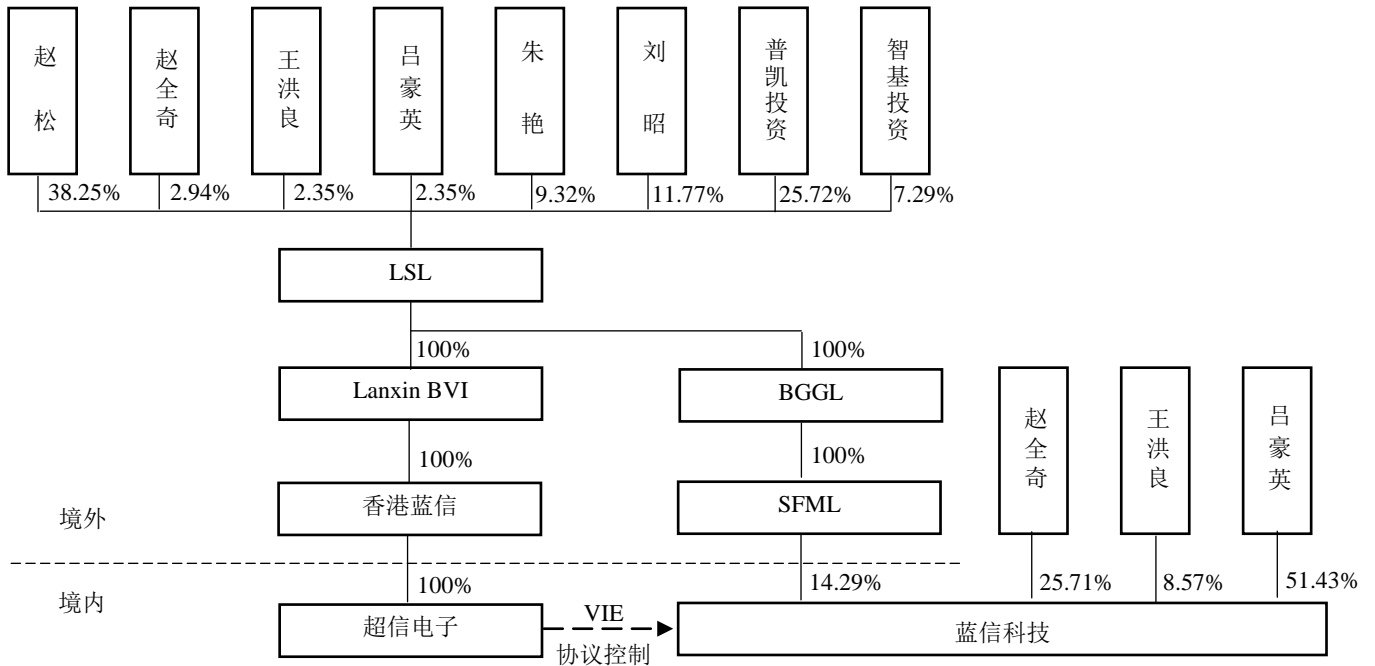 赵松
赵全奇
王洪良
吕豪英
朱艳
刘昭
普凯投资
智基投资
38.25%
2.94%
2.35%
2.35%
9.32%
11.77%
25.72%
7.29%
LSL
100%
100%
Lanxin BVI
BGGL
赵全奇
王洪良
吕豪英
100%
100%
香港蓝信
SFML
境外
100%
14.29%
25.71%
8.57%
51.43%
境内
超信电子
VIE
协议控制
蓝信科技